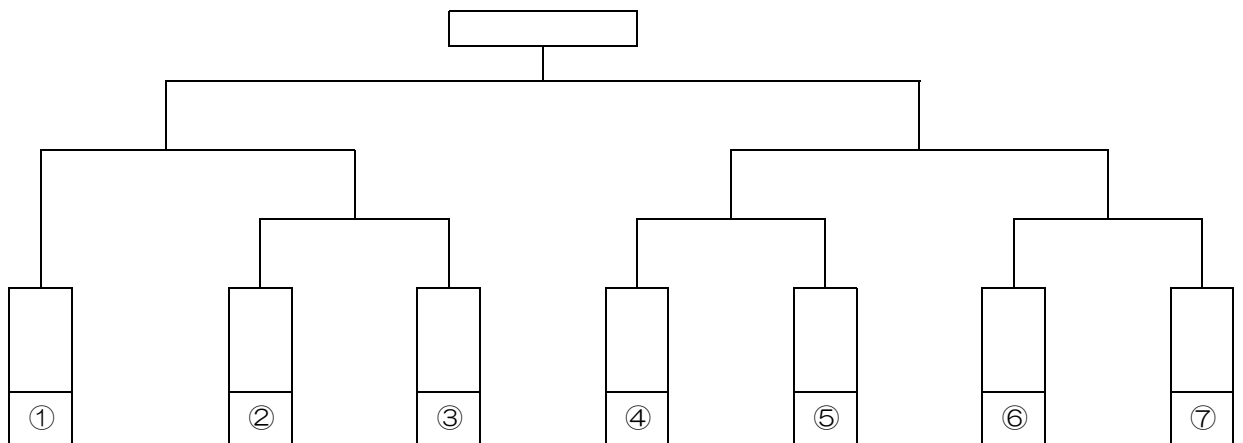 ① ② ③ ④ ⑤ ⑥ ⑦